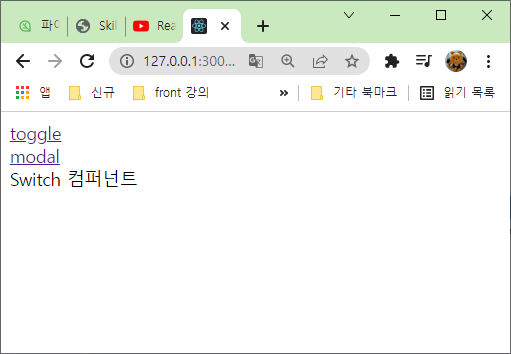 파이
Skil
Rea
127.0.0.1:300...
앱
신규
front 강의
»
기타 북마크
읽기 목록
toggle
modal
Switch 컴퍼넌트